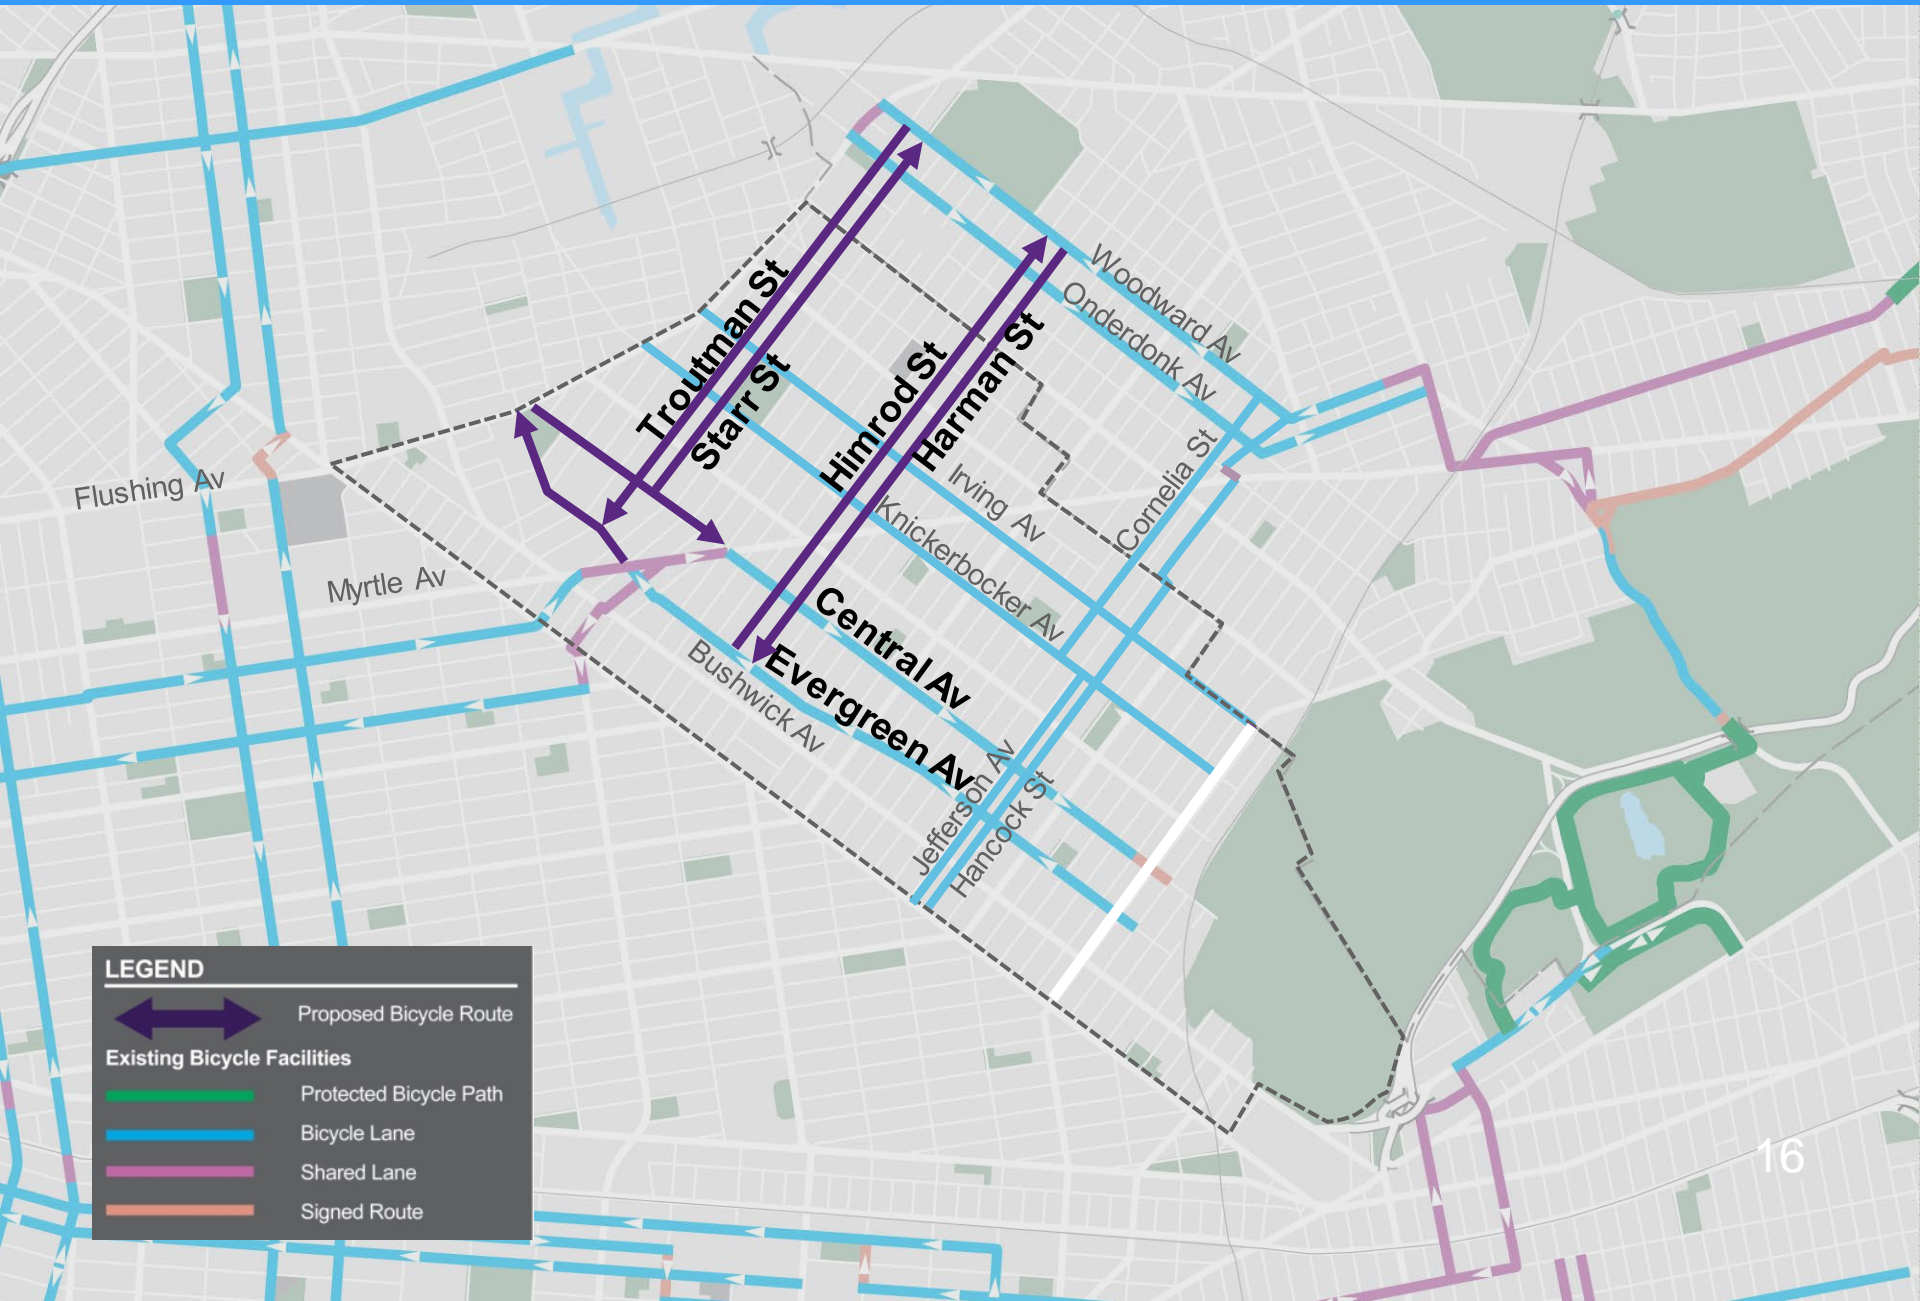 Woodward Av
Onderdonk Av
Troutman St
Starr St
Himrod St
Harman St
Cornelia St
Irving Av
Knickerbocker Av
Flushing Av
Myrtle Av
Central Av
Evergreen Av
Bushwick Av
Jefferson Av
Hancock St
LEGEND
Proposed Bicycle Route
Existing Bicycle Facilities
Protected Bicycle Path
Bicycle Lane
Shared Lane
Signed Route
16